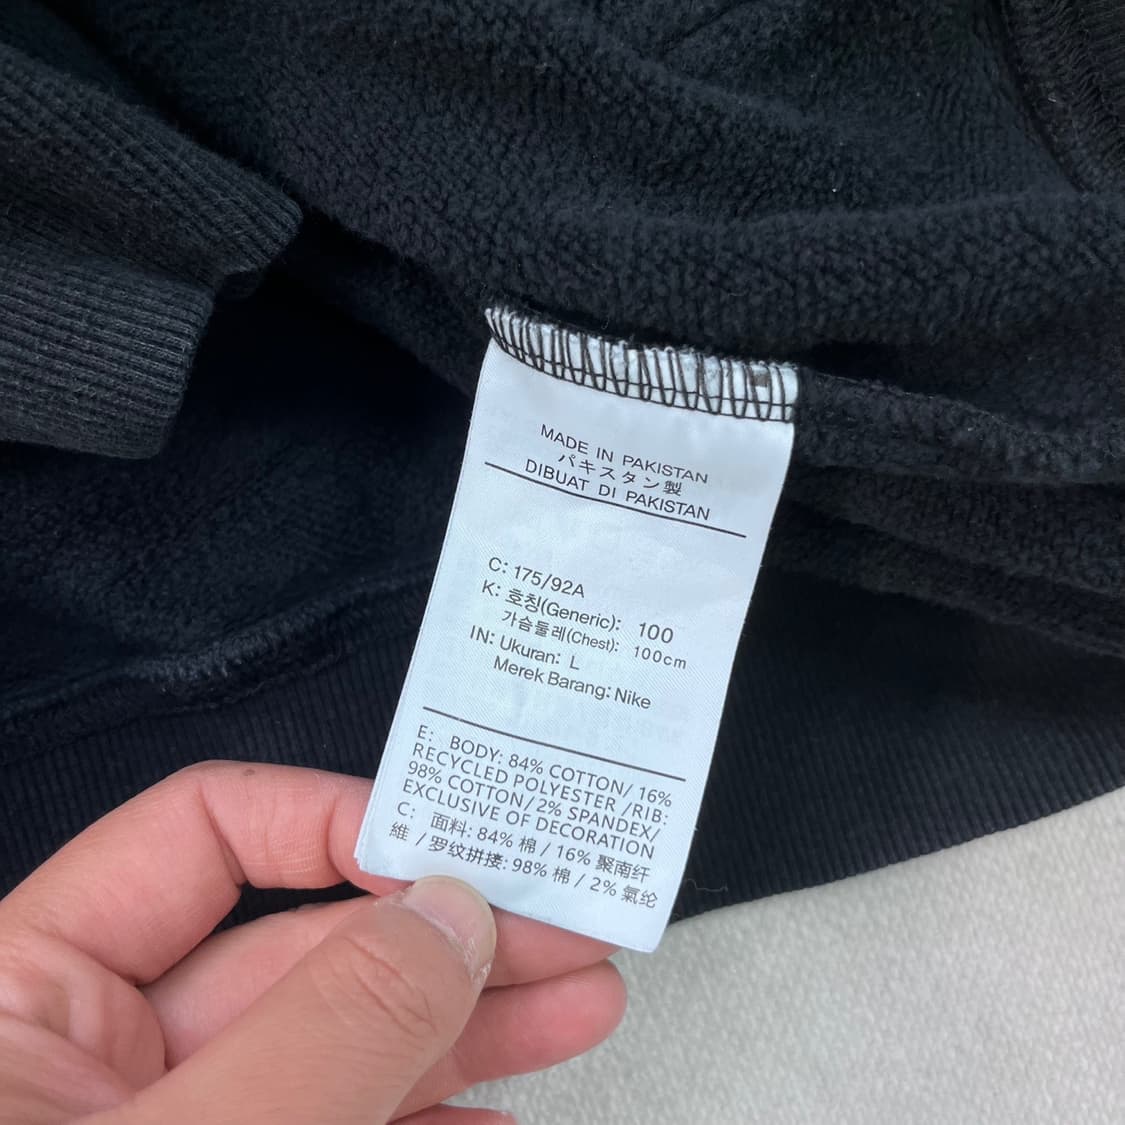 MADE IN PAKISTAN
パキスタン製
DIBUAT DI PAKISTAN
C: 175/92A
K: 호칭(Generic): 100
가슴둘레(Chest): 100cm
IN: Ukuran: L
Merek Barang: Nike
E: BODY: 84% COTTON/ 16%
RECYCLED POLYESTER /RIB:
98% COTTON/ 2% SPANDEX/
EXCLUSIVE OF DECORATION
C: 面料: 84% 棉 / 16% 聚南纤
維 / 罗纹拼接: 98% 棉 / 2% 氨纶